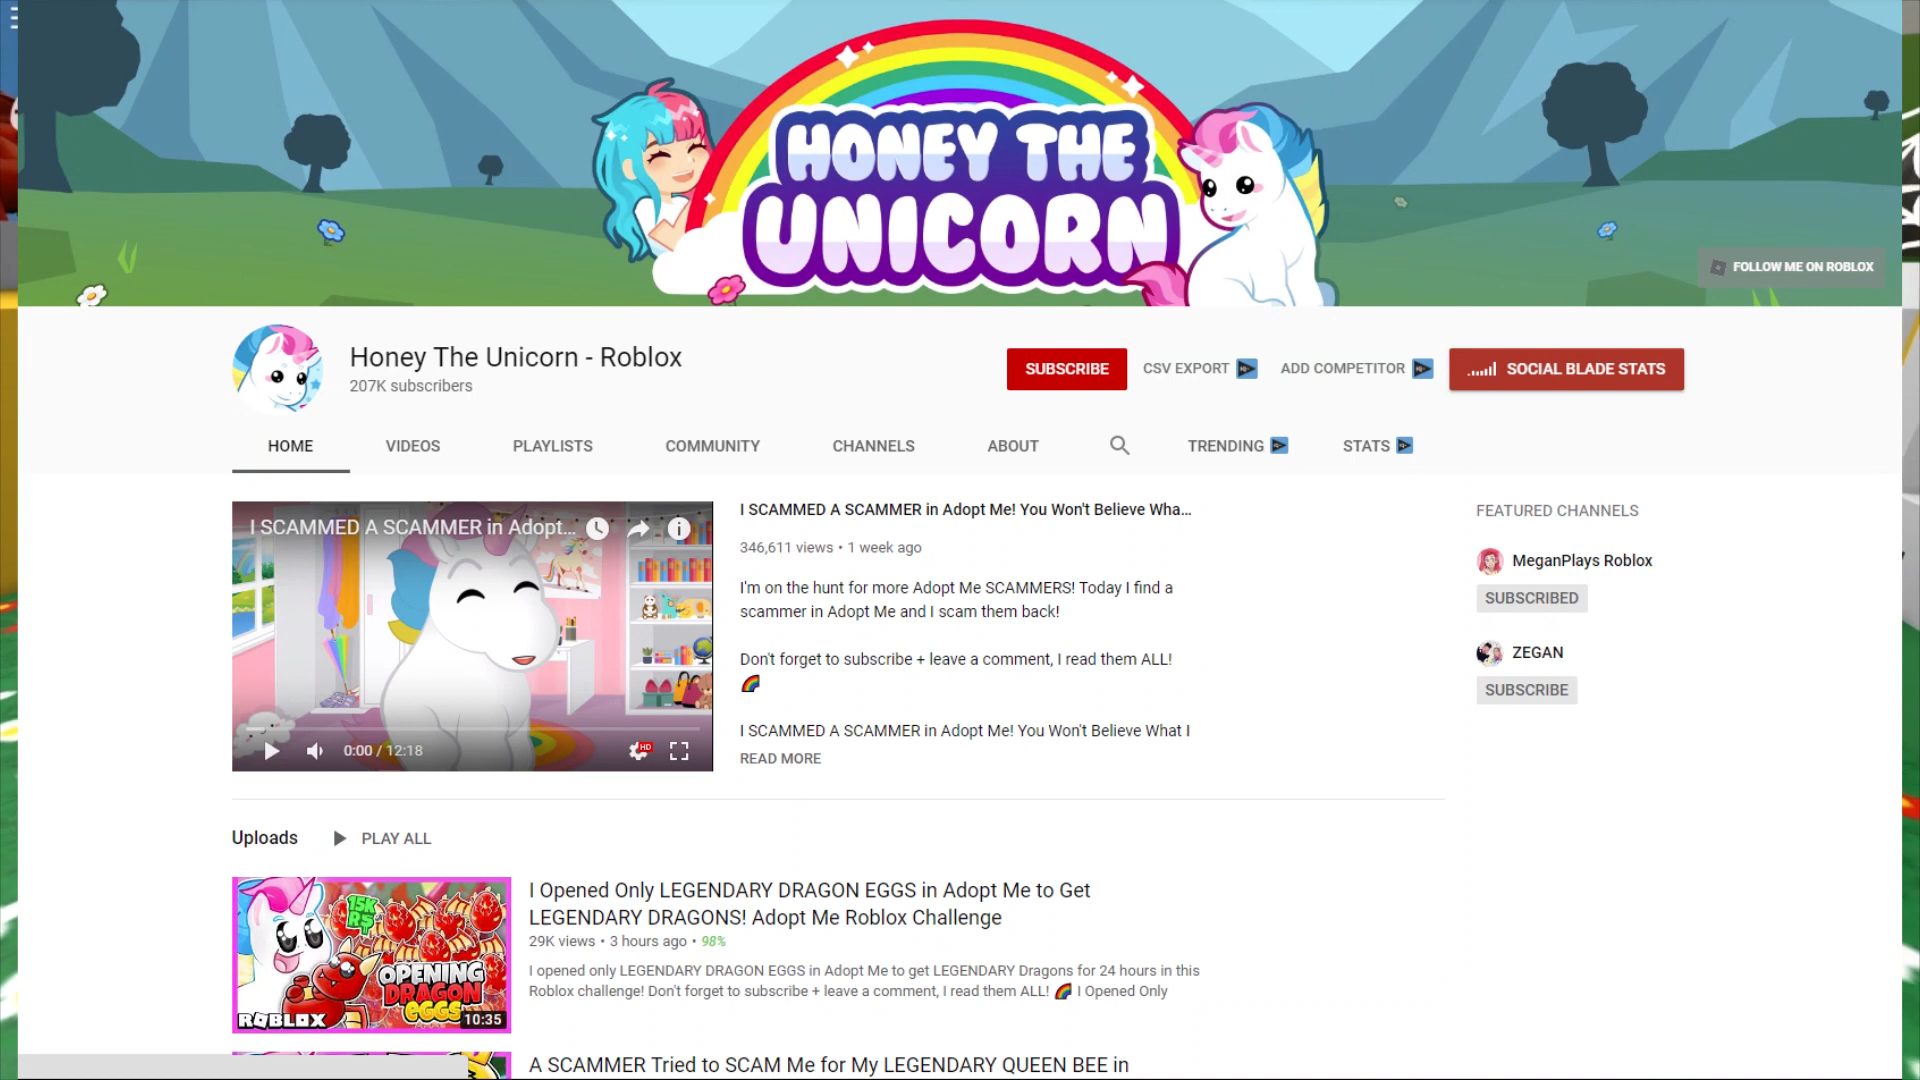 HONEY THE
UNICORN
FOLLOW ME ON ROBLOX
Honey The Unicorn - Roblox
207K subscribers
SUBSCRIBE
CSV EXPORT
ADD COMPETITOR
SOCIAL BLADE STATS
HOME
VIDEOS
PLAYLISTS
COMMUNITY
CHANNELS
ABOUT
TRENDING
STATS
I SCAMMED A SCAMMER in Adopt...
0:00 / 12:18
HD
I SCAMMED A SCAMMER in Adopt Me! You Won't Believe Wha...
346,611 views • 1 week ago
I'm on the hunt for more Adopt Me SCAMMERS! Today I find a
scammer in Adopt Me and I scam them back!
Don't forget to subscribe + leave a comment, I read them ALL!
🌈
I SCAMMED A SCAMMER in Adopt Me! You Won't Believe What I
READ MORE
FEATURED CHANNELS
MeganPlays Roblox
SUBSCRIBED
ZEGAN
SUBSCRIBE
Uploads
PLAY ALL
15K
R$
OPENING
DRAGON
EGGS
ROBLOX
10:35
I Opened Only LEGENDARY DRAGON EGGS in Adopt Me to Get
LEGENDARY DRAGONS! Adopt Me Roblox Challenge
29K views • 3 hours ago • 98%
I opened only LEGENDARY DRAGON EGGS in Adopt Me to get LEGENDARY Dragons for 24 hours in this
Roblox challenge! Don't forget to subscribe + leave a comment, I read them ALL! 🌈 I Opened Only
A SCAMMER Tried to SCAM Me for My LEGENDARY QUEEN BEE in